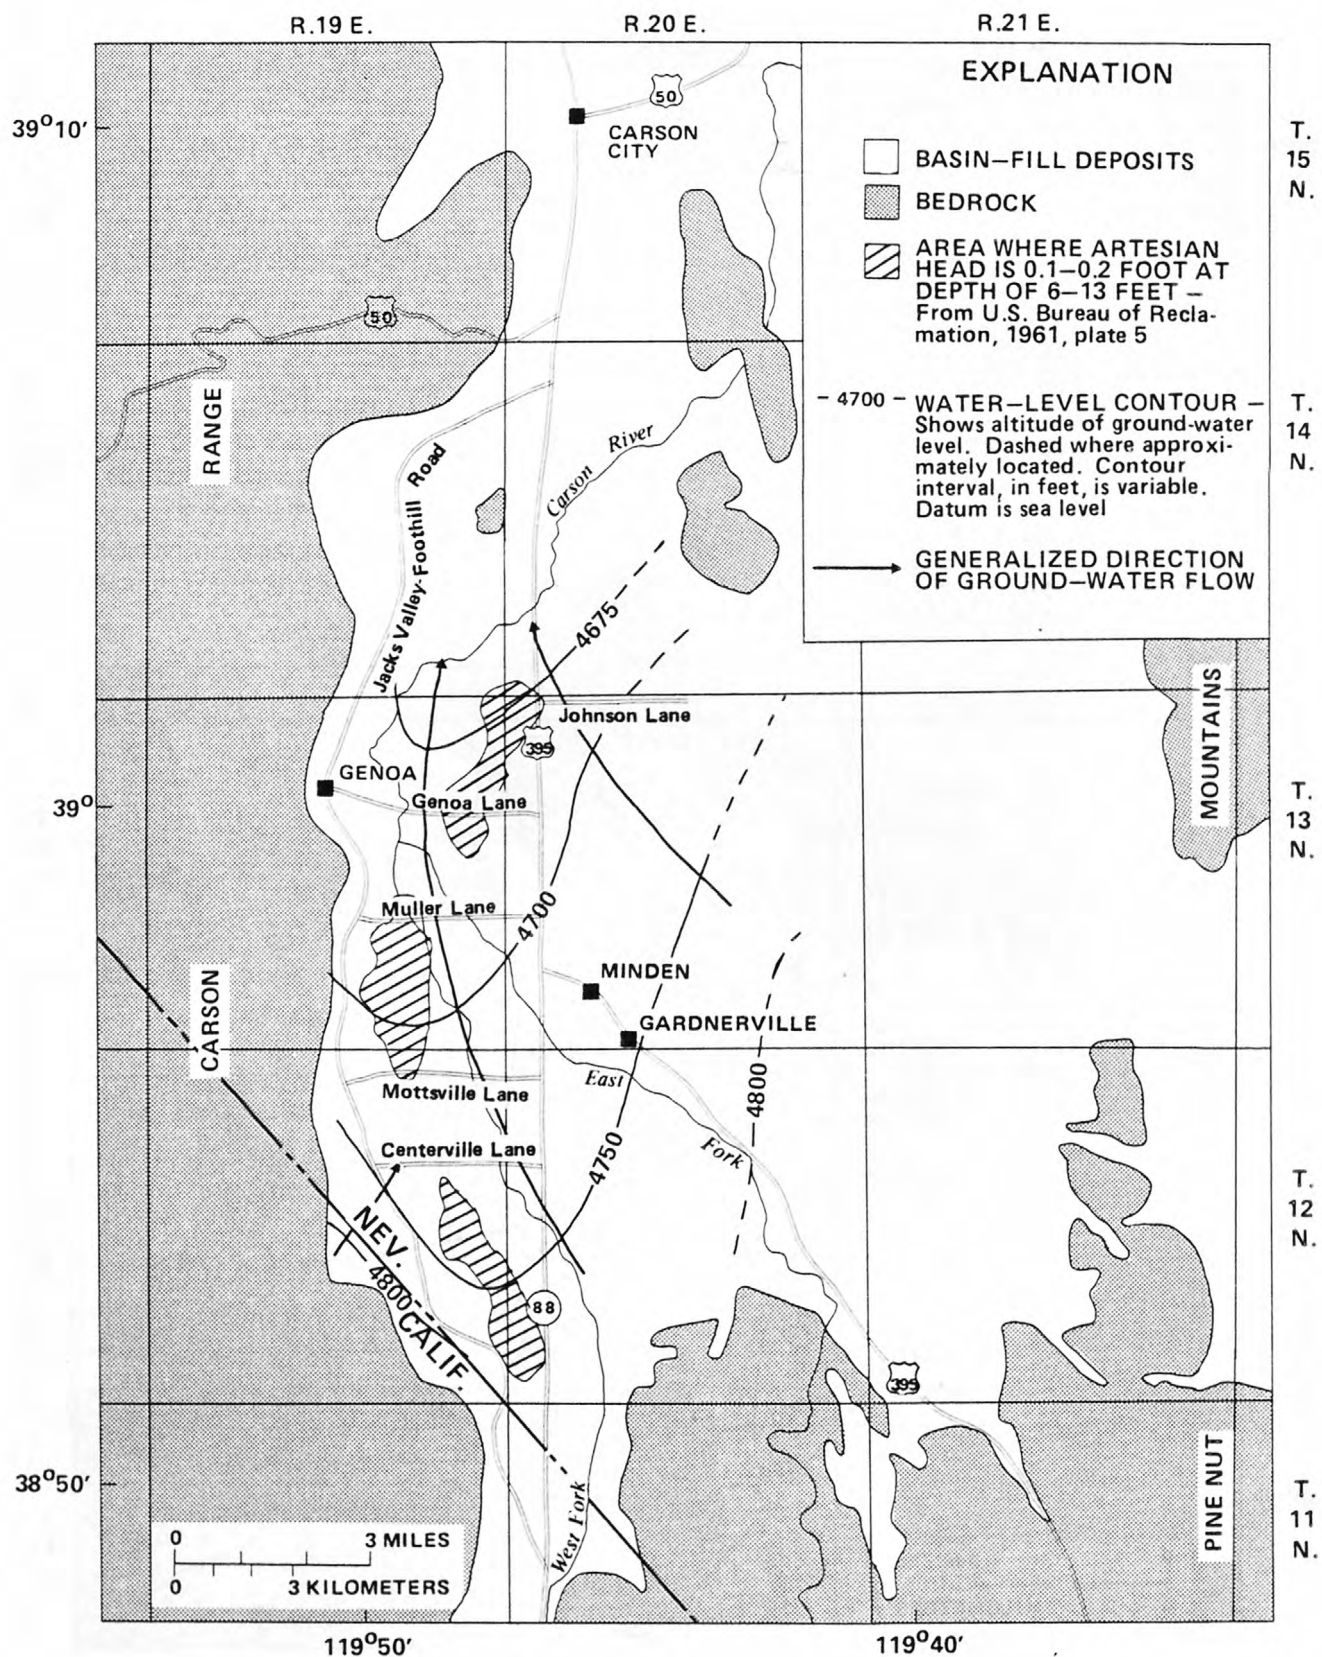 R.19 E.
R.20 E.
R.21 E.
EXPLANATION
BASIN–FILL DEPOSITS
BEDROCK
AREA WHERE ARTESIAN
HEAD IS 0.1–0.2 FOOT AT
DEPTH OF 6–13 FEET –
From U.S. Bureau of Recla-
mation, 1961, plate 5
- 4700 -
WATER–LEVEL CONTOUR –
Shows altitude of ground-water
level. Dashed where approxi-
mately located. Contour
interval, in feet, is variable.
Datum is sea level
GENERALIZED DIRECTION
OF GROUND–WATER FLOW
39°10'
50
CARSON
CITY
T.
15
N.
50
RANGE
T.
14
N.
Carson River
Jacks Valley-Foothill Road
4675
MOUNTAINS
Johnson Lane
395
GENOA
Genoa Lane
39°
T.
13
N.
Muller Lane
4700
CARSON
MINDEN
GARDNERVILLE
East
Fork
Mottsville Lane
4800
Centerville Lane
4750
T.
12
N.
NEV.
4800
CALIF.
88
395
38°50'
West Fork
PINE NUT
T.
11
N.
0 3 MILES
0 3 KILOMETERS
119°50'
119°40'